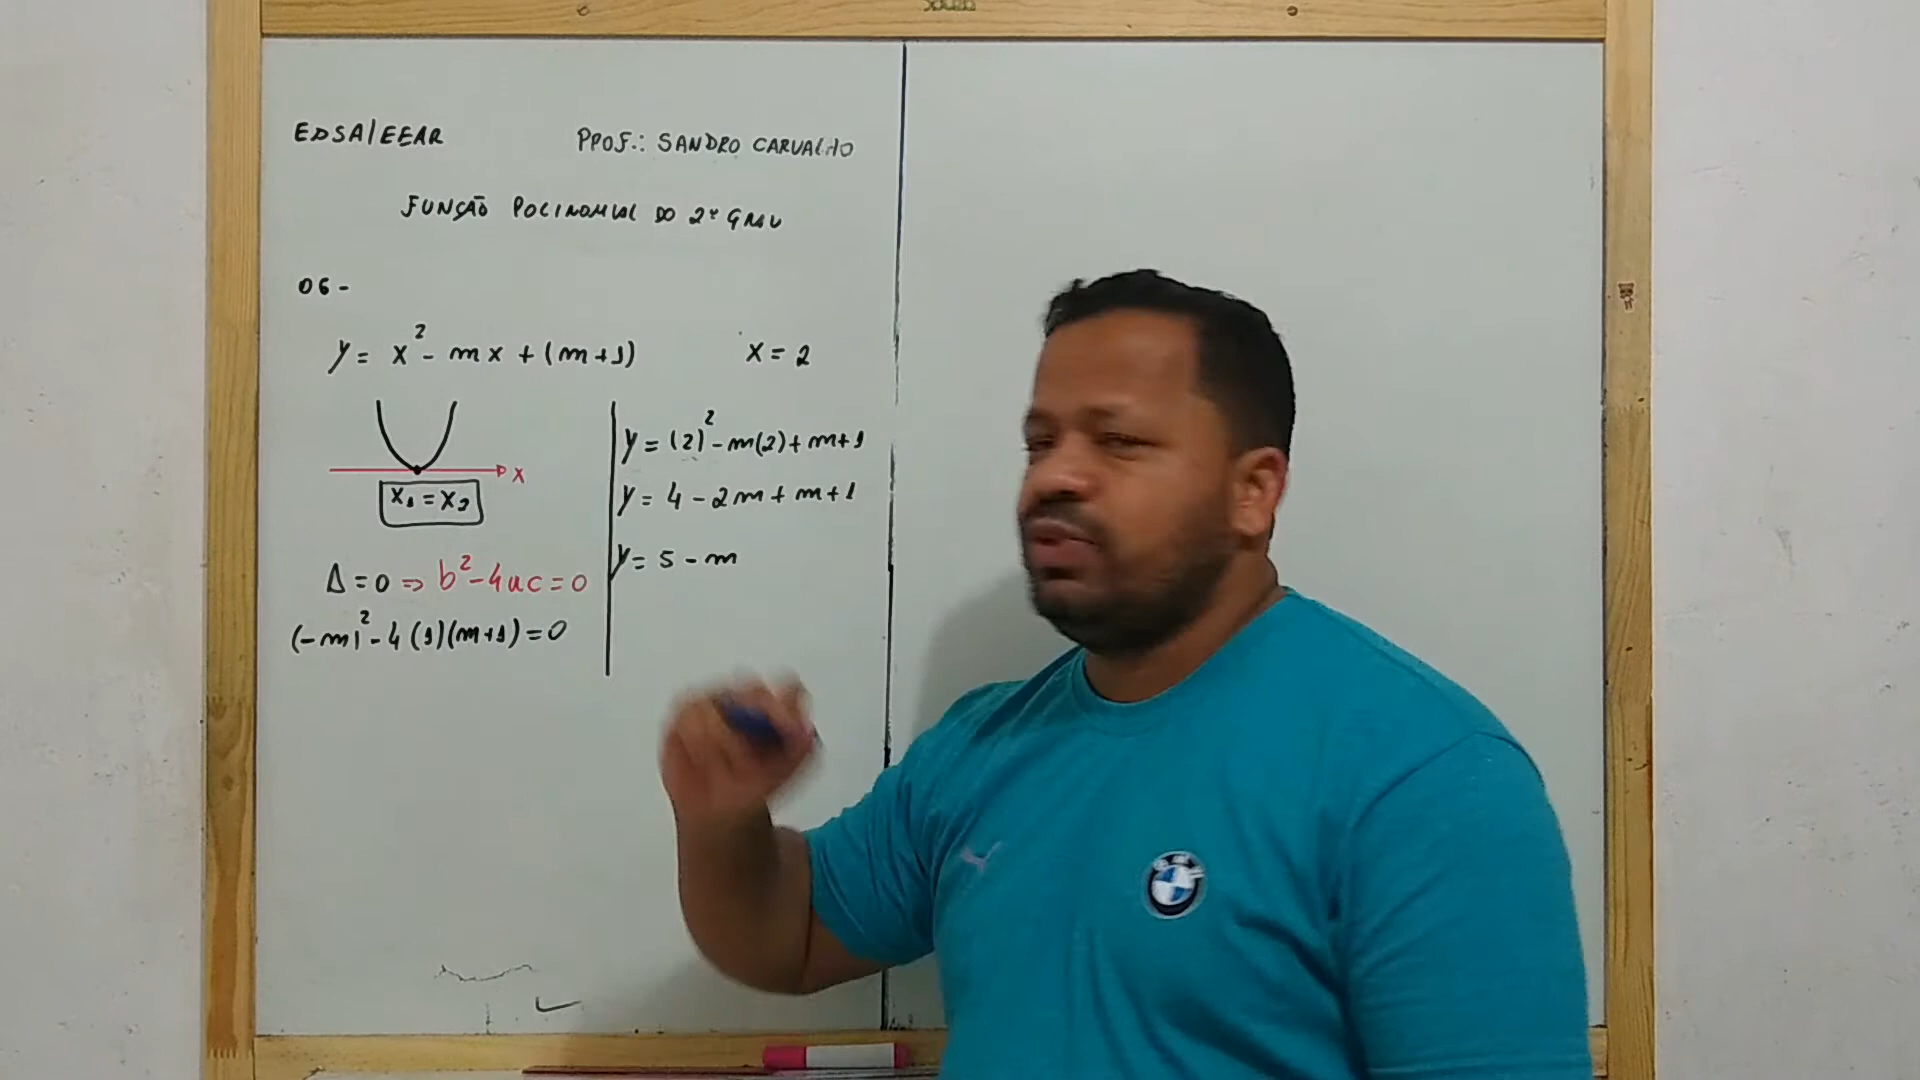 EDSA/EEAR PROF.: SANDRO CARVALHO
FUNÇÃO POLINOMIAL DO 2º GRAU
06 -
y = x² - mx + (m+1) x = 2
x
x₁ = x₂
Δ = 0 ⇒ b² - 4ac = 0
(-m)² - 4(1)(m+1) = 0
y = (2)² - m(2) + m+1
y = 4 - 2m + m + 1
y = 5 - m